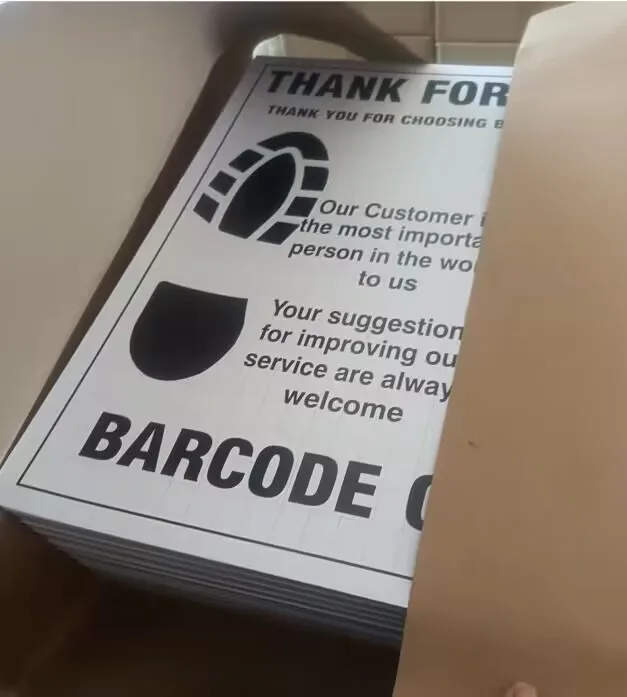 THANK FOR
THANK YOU FOR CHOOSING B
Our Customer i
the most importa
person in the wo
to us
Your suggestion
for improving ou
service are alway
welcome
BARCODE